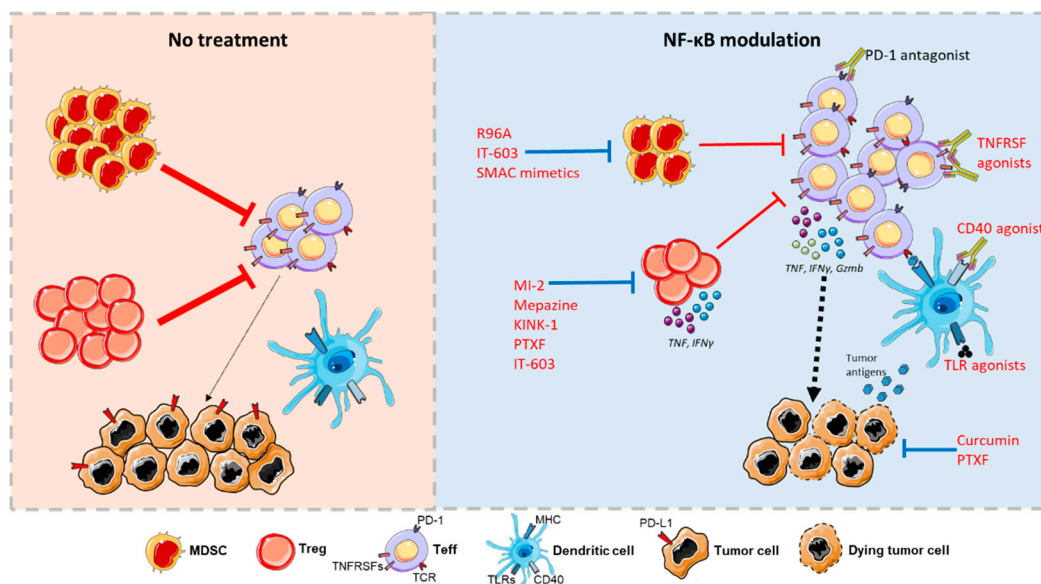 No treatment
NF-κB modulation
PD-1 antagonist
R96A
IT-603
SMAC mimetics
TNFRSF
agonists
CD40 agonist
TNF, IFNγ, Gzmb
MI-2
Mepazine
KINK-1
PTXF
IT-603
TNF, IFNγ
Tumor
antigens
TLR agonists
Curcumin
PTXF
MDSC
Treg
PD-1
Teff
TNFRSFs
TCR
MHC
Dendritic cell
TLRs
CD40
PD-L1
Tumor cell
Dying tumor cell